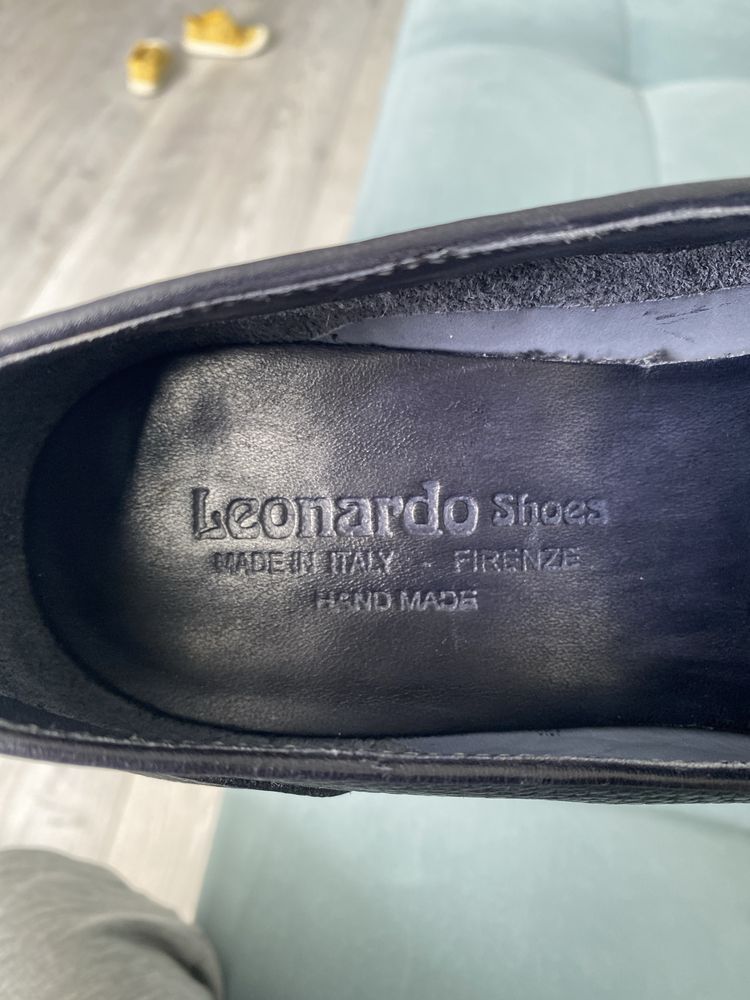 Leonardo Shoes
MADE IN ITALY - FIRENZE
HAND MADE